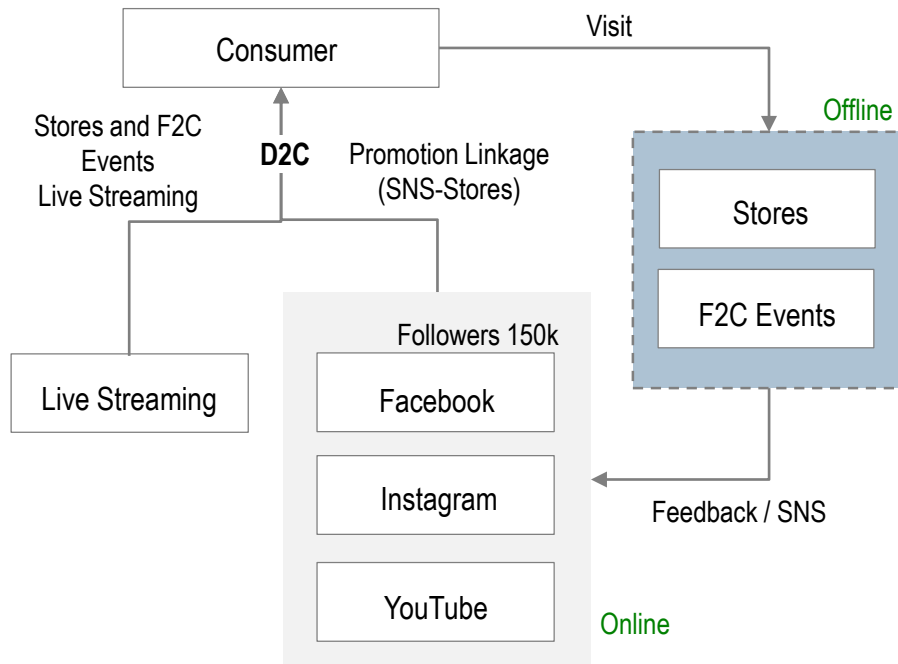 Visit
Consumer
Offline
Stores and F2C
Events
Live Streaming
D2C
Promotion Linkage
(SNS-Stores)
Stores
F2C Events
Followers 150k
Live Streaming
Facebook
Instagram
Feedback / SNS
YouTube
Online